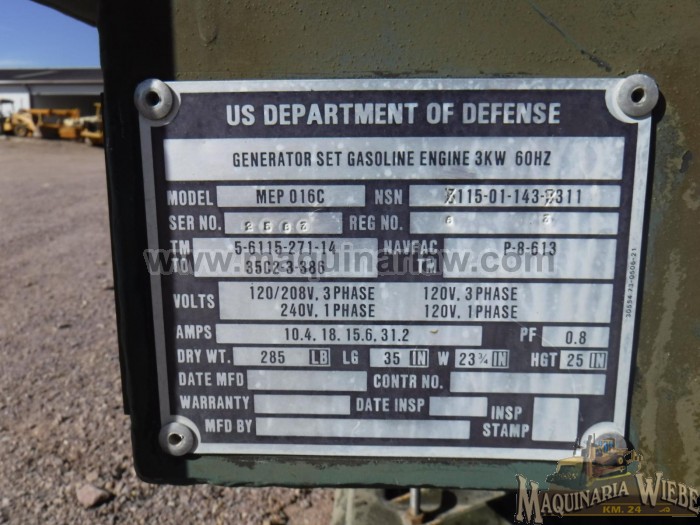 US DEPARTMENT OF DEFENSE
GENERATOR SET GASOLINE ENGINE 3KW 60HZ
MODEL MEP 016C NSN
SER NO. REG NO.
TM 5-6115-271-14 NAVFAC P-8-613
TO 35C2-3-386 TM
www.maquinariaw.com
VOLTS 120/208V, 3 PHASE 120V, 3 PHASE
240V, 1 PHASE 120V, 1 PHASE
AMPS 10.4, 18, 15.6, 31.2 PF 0.8
DRY WT. 285 LB LG 35 IN W 23¾ IN HGT 25 IN
DATE MFD CONTR NO.
WARRANTY DATE INSP INSP
MFD BY STAMP
MAQUINARIA WIEBE
KM. 24